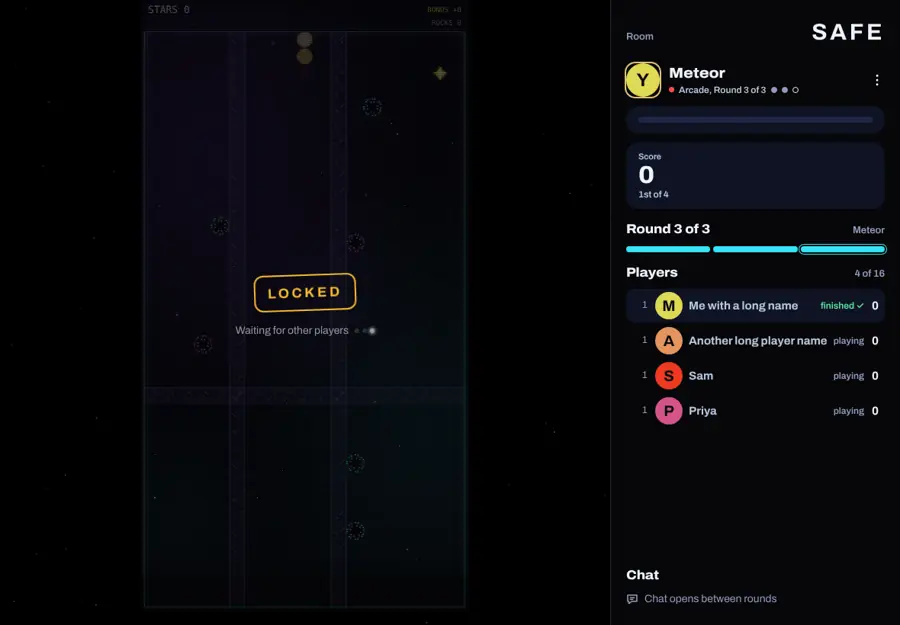 STARS 0
BONUS +0
ROCKS 0
LOCKED
Waiting for other players
Room
SAFE
Y
Meteor
Arcade, Round 3 of 3
Score
0
1st of 4
Round 3 of 3
Meteor
Players
4 of 16
1 M Me with a long name finished ✓ 0
1 A Another long player name playing 0
1 S Sam playing 0
1 P Priya playing 0
Chat
Chat opens between rounds